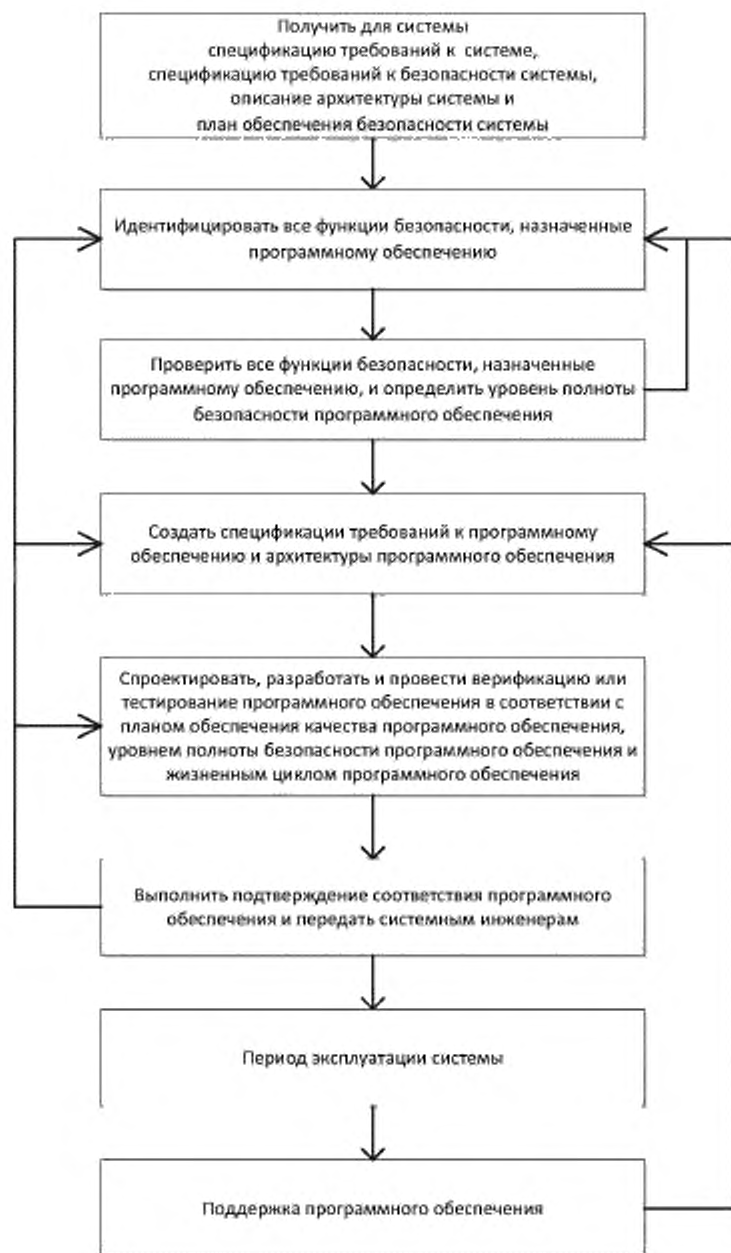 Получить для системы
спецификацию требований к системе,
спецификацию требований к безопасности системы,
описание архитектуры системы и
план обеспечения безопасности системы
Идентифицировать все функции безопасности, назначенные
программному обеспечению
Проверить все функции безопасности, назначенные
программному обеспечению, и определить уровень полноты
безопасности программного обеспечения
Создать спецификации требований к программному
обеспечению и архитектуры программного обеспечения
Спроектировать, разработать и провести верификацию или
тестирование программного обеспечения в соответствии с
планом обеспечения качества программного обеспечения,
уровнем полноты безопасности программного обеспечения и
жизненным циклом программного обеспечения
Выполнить подтверждение соответствия программного
обеспечения и передать системным инженерам
Период эксплуатации системы
Поддержка программного обеспечения